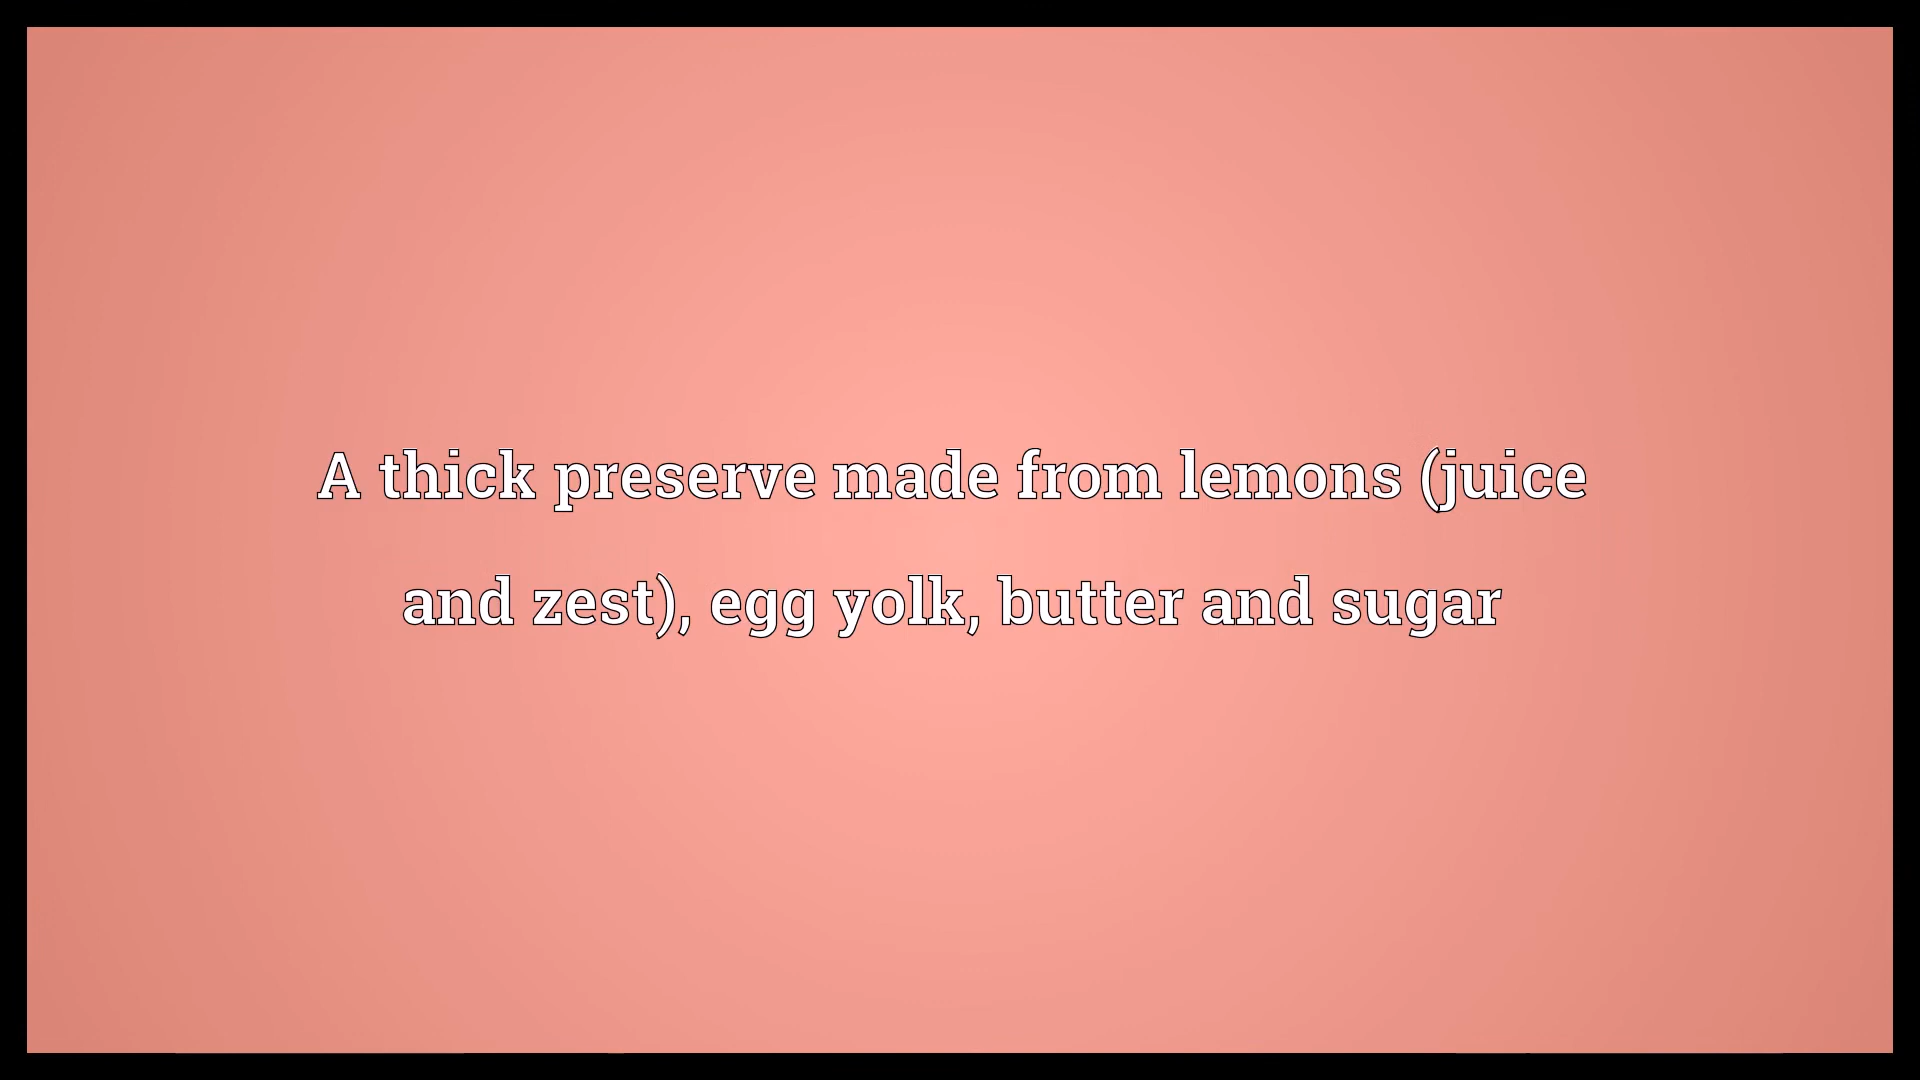 A thick preserve made from lemons (juice
and zest), egg yolk, butter and sugar